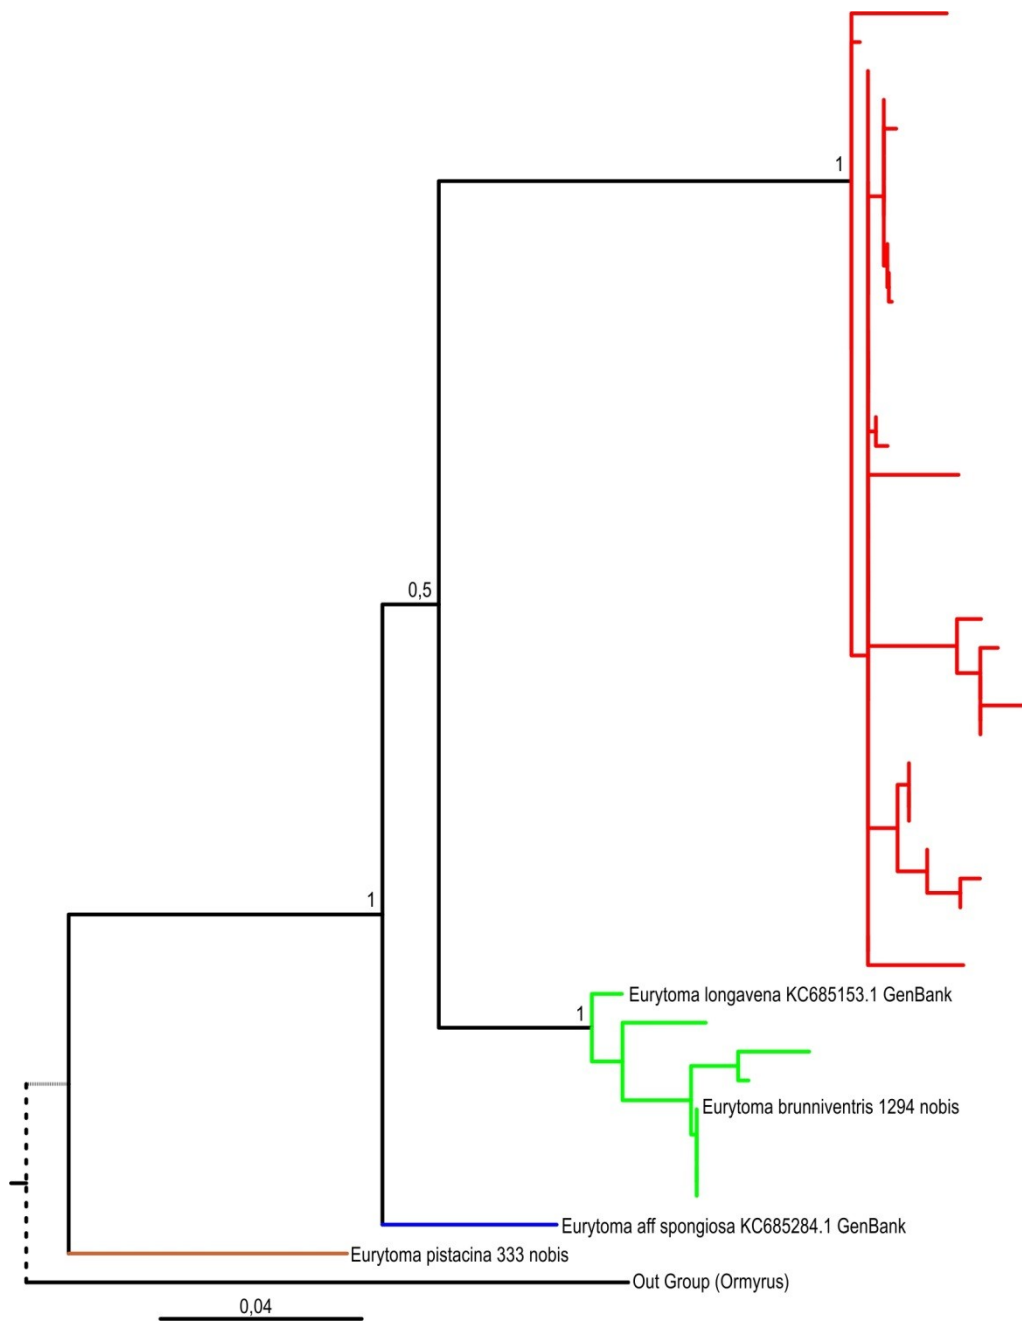 1
0,5
1
Eurytoma longavena KC685153.1 GenBank
1
Eurytoma brunniventris 1294 nobis
Eurytoma aff spongiosa KC685284.1 GenBank
Eurytoma pistacina 333 nobis
Out Group (Ormyrus)
0,04